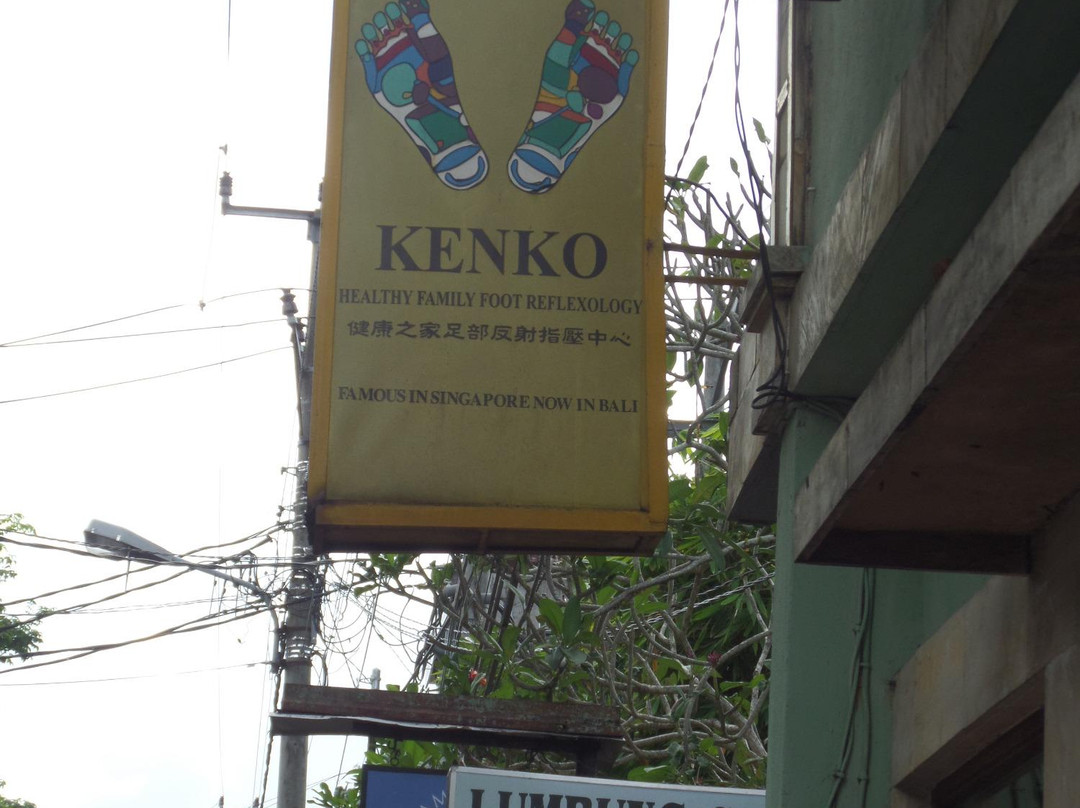 KENKO
HEALTHY FAMILY FOOT REFLEXOLOGY
健康之家足部反射指壓中心
FAMOUS IN SINGAPORE NOW IN BALI